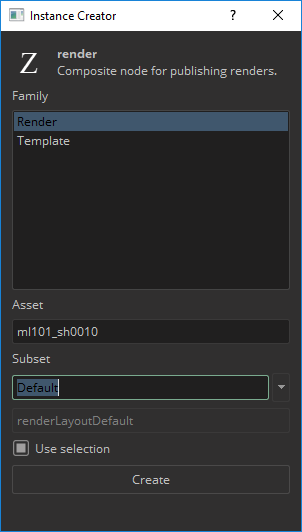 Instance Creator
?
Z
render
Composite node for publishing renders.
Family
Render
Template
Asset
ml101_sh0010
Subset
Default
renderLayoutDefault
Use selection
Create